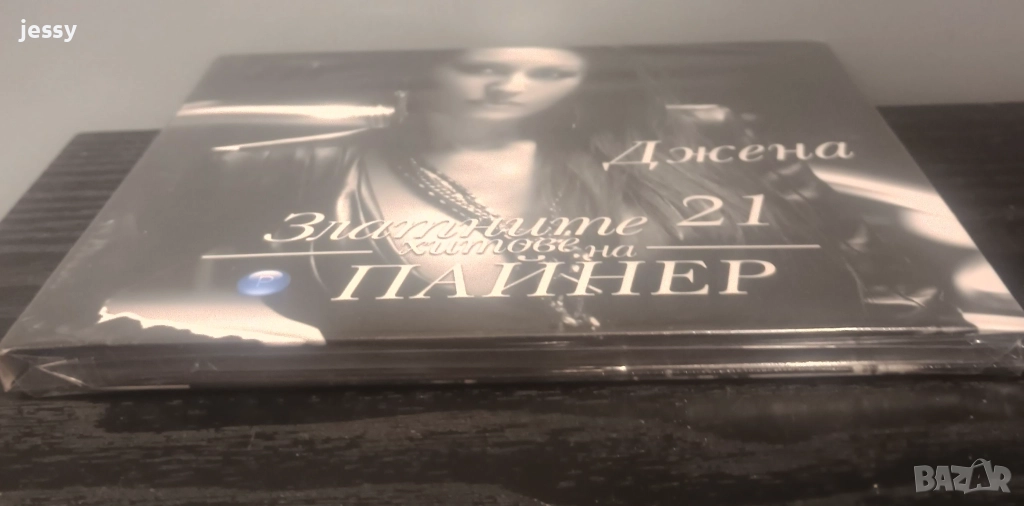 jessy
Джена
Златните 21
хитове на
ПАЙНЕР
BAZAR